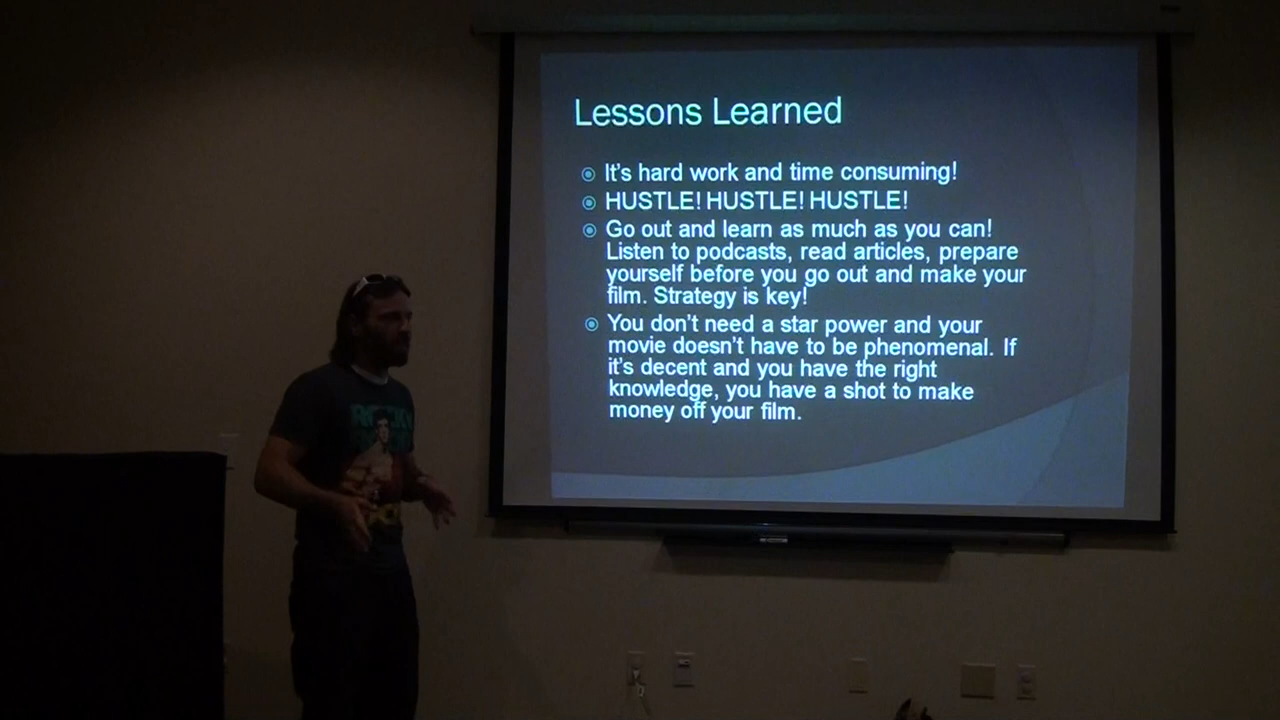 Lessons Learned
It's hard work and time consuming!
HUSTLE! HUSTLE! HUSTLE!
Go out and learn as much as you can!
Listen to podcasts, read articles, prepare
yourself before you go out and make your
film. Strategy is key!
You don't need a star power and your
movie doesn't have to be phenomenal. If
it's decent and you have the right
knowledge, you have a shot to make
money off your film.
ROCKY